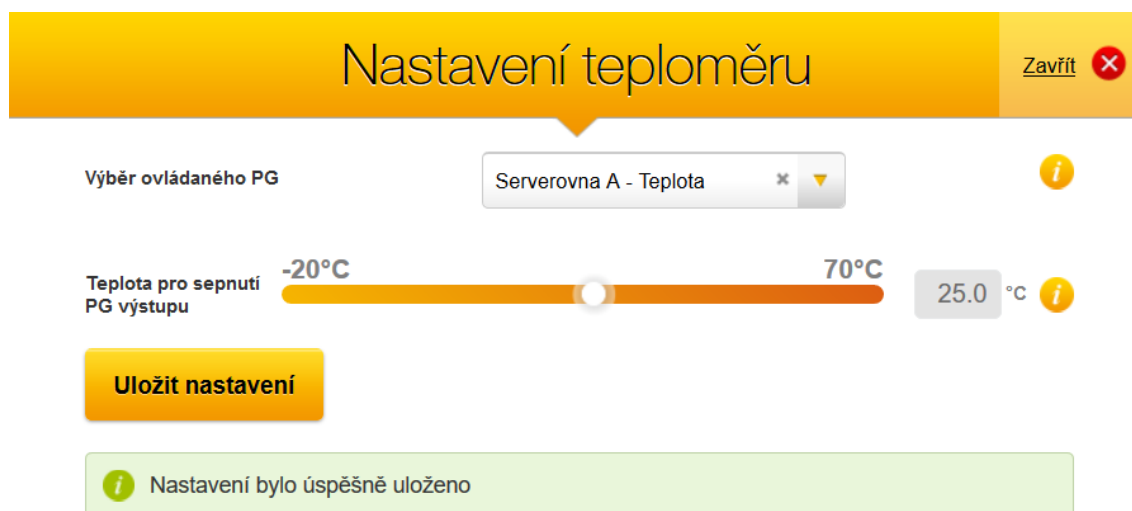 Nastavení teploměru
Zavřít
Výběr ovládaného PG
Serverovna A - Teplota
-20°C
70°C
Teplota pro sepnutí
PG výstupu
25.0 °C
Uložit nastavení
Nastavení bylo úspěšně uloženo